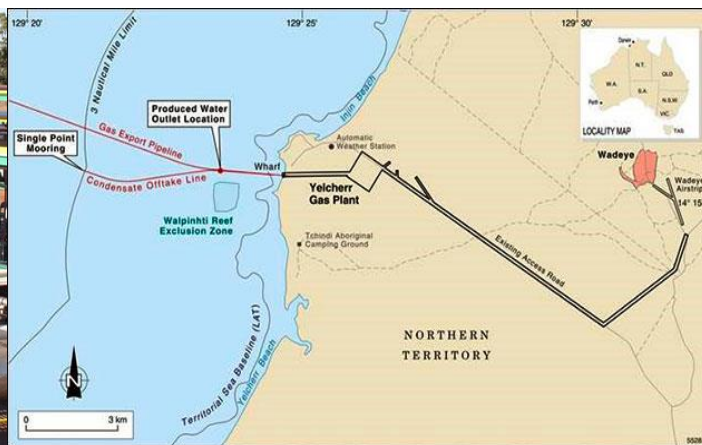 129° 20'
129° 25'
129° 30'
3 Nautical Mile Limit
Injin Beach
Darwin
N.T.
W.A.
QLD
S.A.
N.S.W
Perth
VIC.
TAS
LOCALITY MAP
Produced Water
Outlet Location
Gas Export Pipeline
Single Point
Mooring
Condensate Offtake Line
Wharf
Automatic
Weather Station
Yelcherr
Gas Plant
Wadeye
Wadeye
Airstrip
14° 15
Walpinhti Reef
Exclusion Zone
Tchindi Aboriginal
Camping Ground
Existing Access Road
Territorial Sea Baseline (LAT)
Yelcherr Beach
NORTHERN
TERRITORY
N
0
3 km
5528